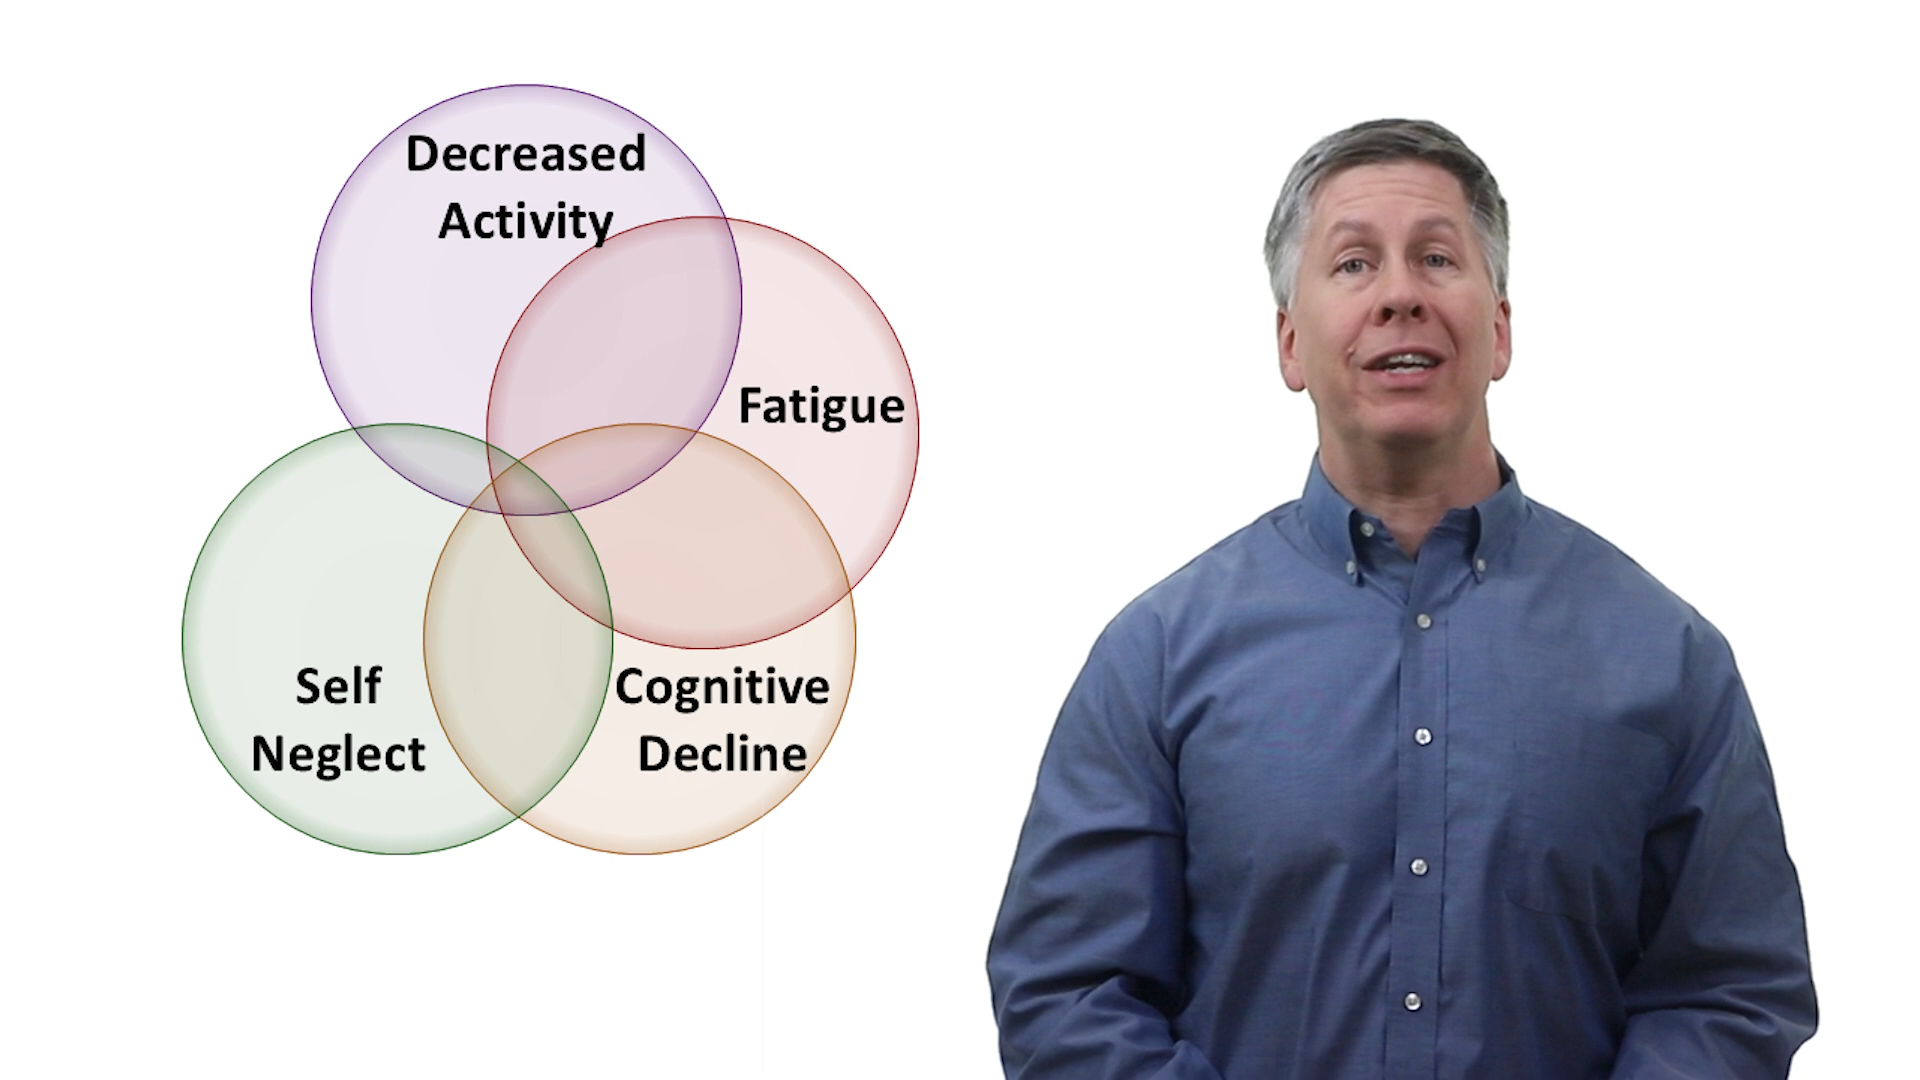 Decreased
Activity
Fatigue
Self
Neglect
Cognitive
Decline